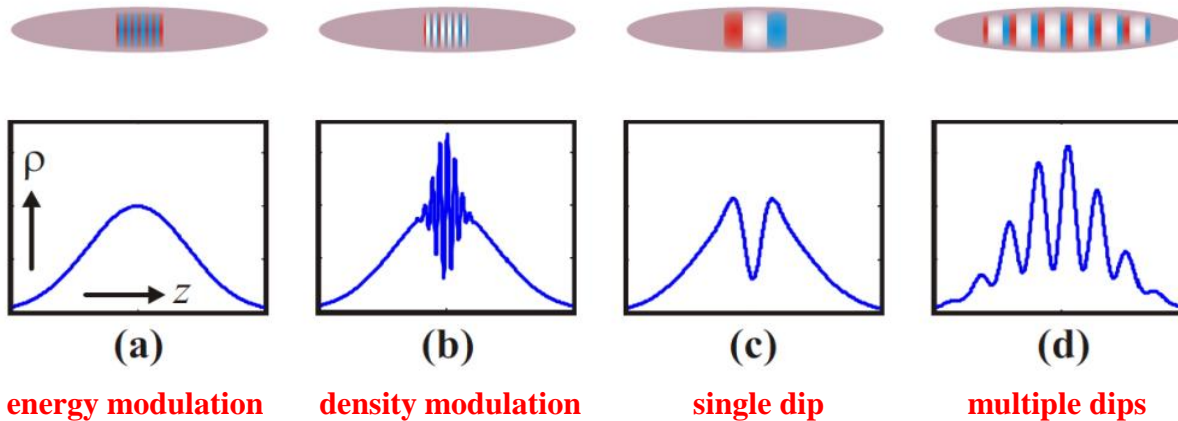 ρ
z
(a) (b) (c) (d)
energy modulation density modulation single dip multiple dips